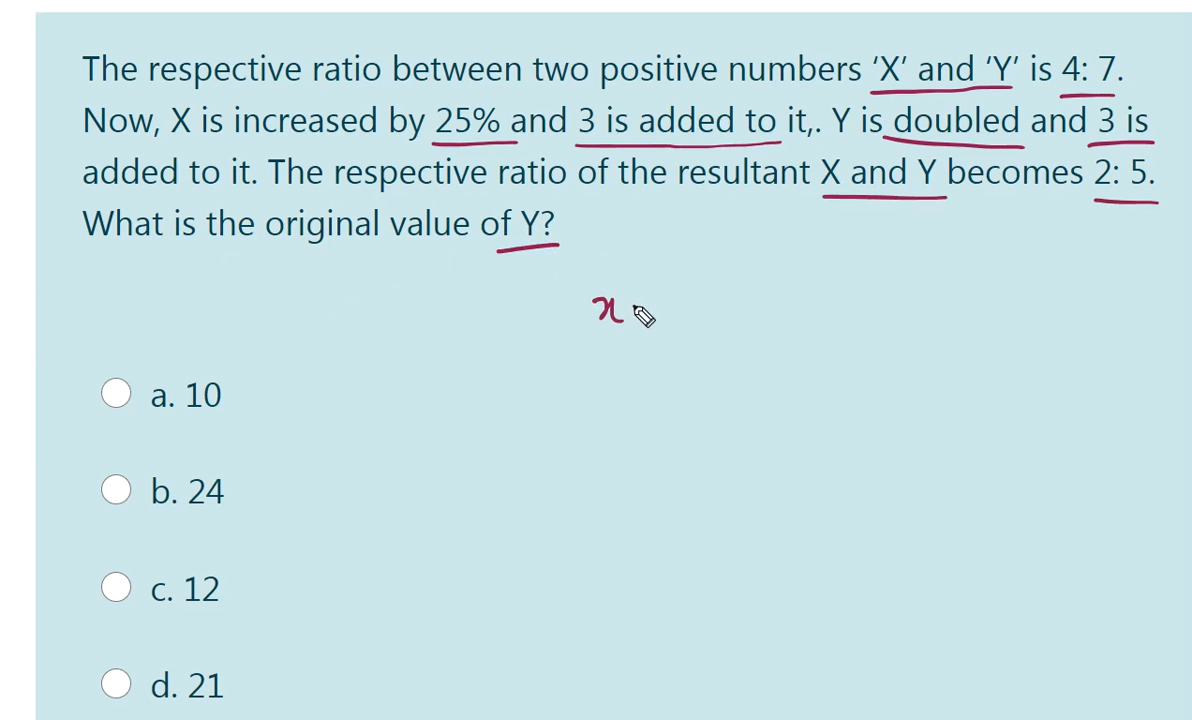 The respective ratio between two positive numbers ‘X’ and ‘Y’ is 4: 7.
Now, X is increased by 25% and 3 is added to it,. Y is doubled and 3 is
added to it. The respective ratio of the resultant X and Y becomes 2: 5.
What is the original value of Y?
x
a. 10
b. 24
c. 12
d. 21